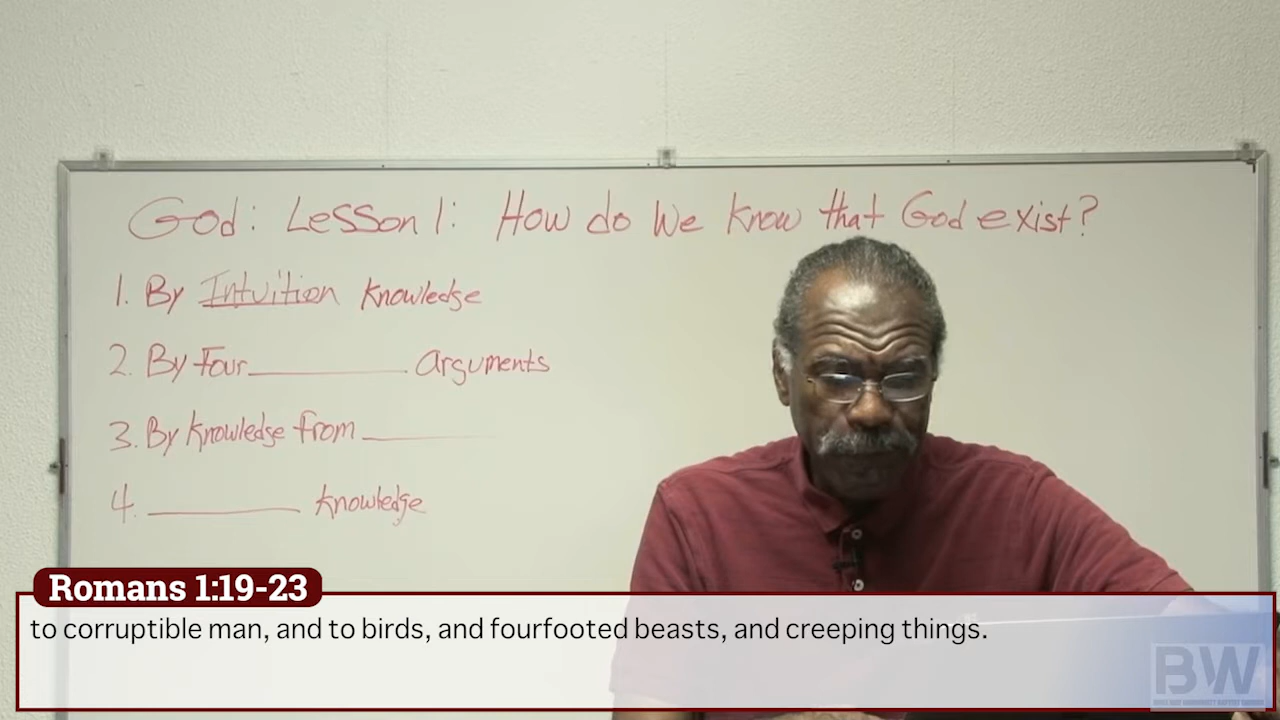 God: Lesson 1: How do We Know that God exist?
1. By Intuition Knowledge
2. By Four __________ Arguments
3. By Knowledge from __________
4. __________ Knowledge
Romans 1:19-23
to corruptible man, and to birds, and fourfooted beasts, and creeping things.
BW